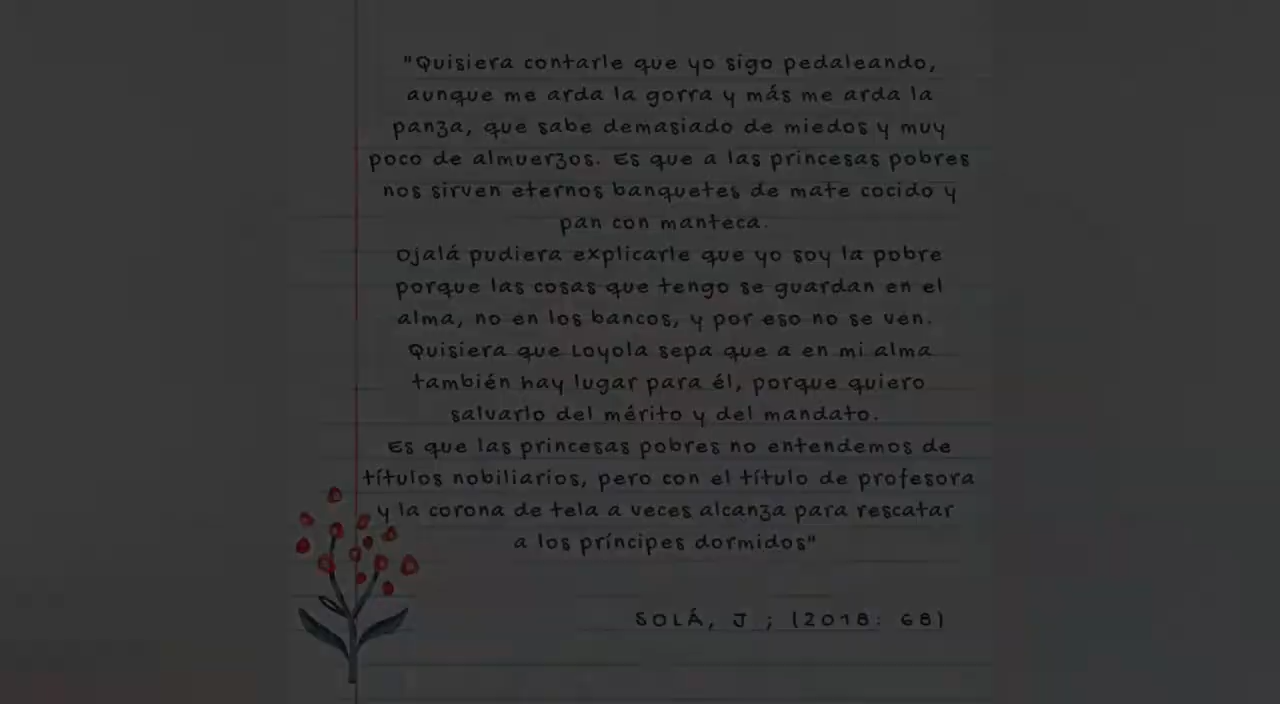 "Quisiera contarle que yo sigo pedaleando,
aunque me arda la gorra y más me arda la
panza, que sabe demasiado de miedos y muy
poco de almuerzos. Es que a las princesas pobres
nos sirven eternos banquetes de mate cocido y
pan con manteca.
Ojalá pudiera explicarle que yo soy la pobre
porque las cosas que tengo se guardan en el
alma, no en los bancos, y por eso no se ven.
Quisiera que Loyola sepa que a en mi alma
también hay lugar para él, porque quiero
salvarlo del mérito y del mandato.
Es que las princesas pobres no entendemos de
títulos nobiliarios, pero con el título de profesora
y la corona de tela a veces alcanza para rescatar
a los príncipes dormidos"
SOLÁ, J ; (2018: 68)